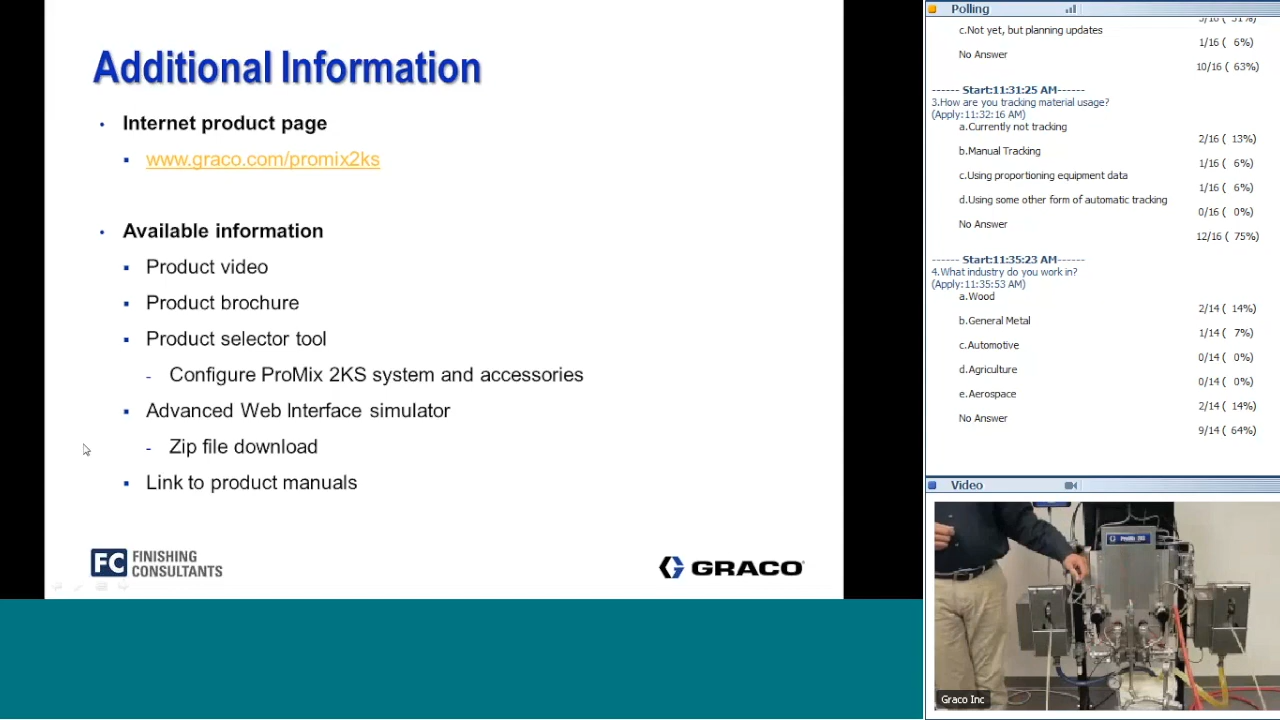 Additional Information
Internet product page
www.graco.com/promix2ks
Available information
Product video
Product brochure
Product selector tool
Configure ProMix 2KS system and accessories
Advanced Web Interface simulator
Zip file download
Link to product manuals
FC FINISHING
CONSULTANTS
GRACO
Polling
c.Not yet, but planning updates
1/16 ( 6%)
No Answer
10/16 ( 63%)
------ Start:11:31:25 AM------
3.How are you tracking material usage?
(Apply:11:32:16 AM)
a.Currently not tracking
2/16 ( 13%)
b.Manual Tracking
1/16 ( 6%)
c.Using proportioning equipment data
1/16 ( 6%)
d.Using some other form of automatic tracking
0/16 ( 0%)
No Answer
12/16 ( 75%)
------ Start:11:35:23 AM------
4.What industry do you work in?
(Apply:11:35:53 AM)
a.Wood
2/14 ( 14%)
b.General Metal
1/14 ( 7%)
c.Automotive
0/14 ( 0%)
d.Agriculture
0/14 ( 0%)
e.Aerospace
2/14 ( 14%)
No Answer
9/14 ( 64%)
Video
ProMix 2KS
Graco Inc